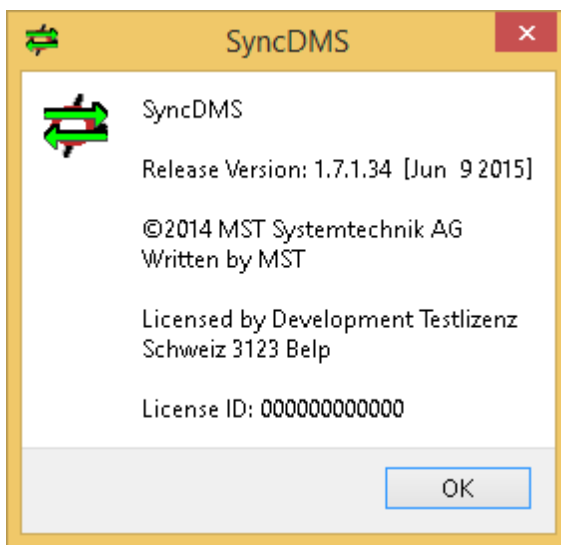 SyncDMS
SyncDMS
Release Version: 1.7.1.34 [Jun 9 2015]
©2014 MST Systemtechnik AG
Written by MST
Licensed by Development Testlizenz
Schweiz 3123 Belp
License ID: 000000000000
OK